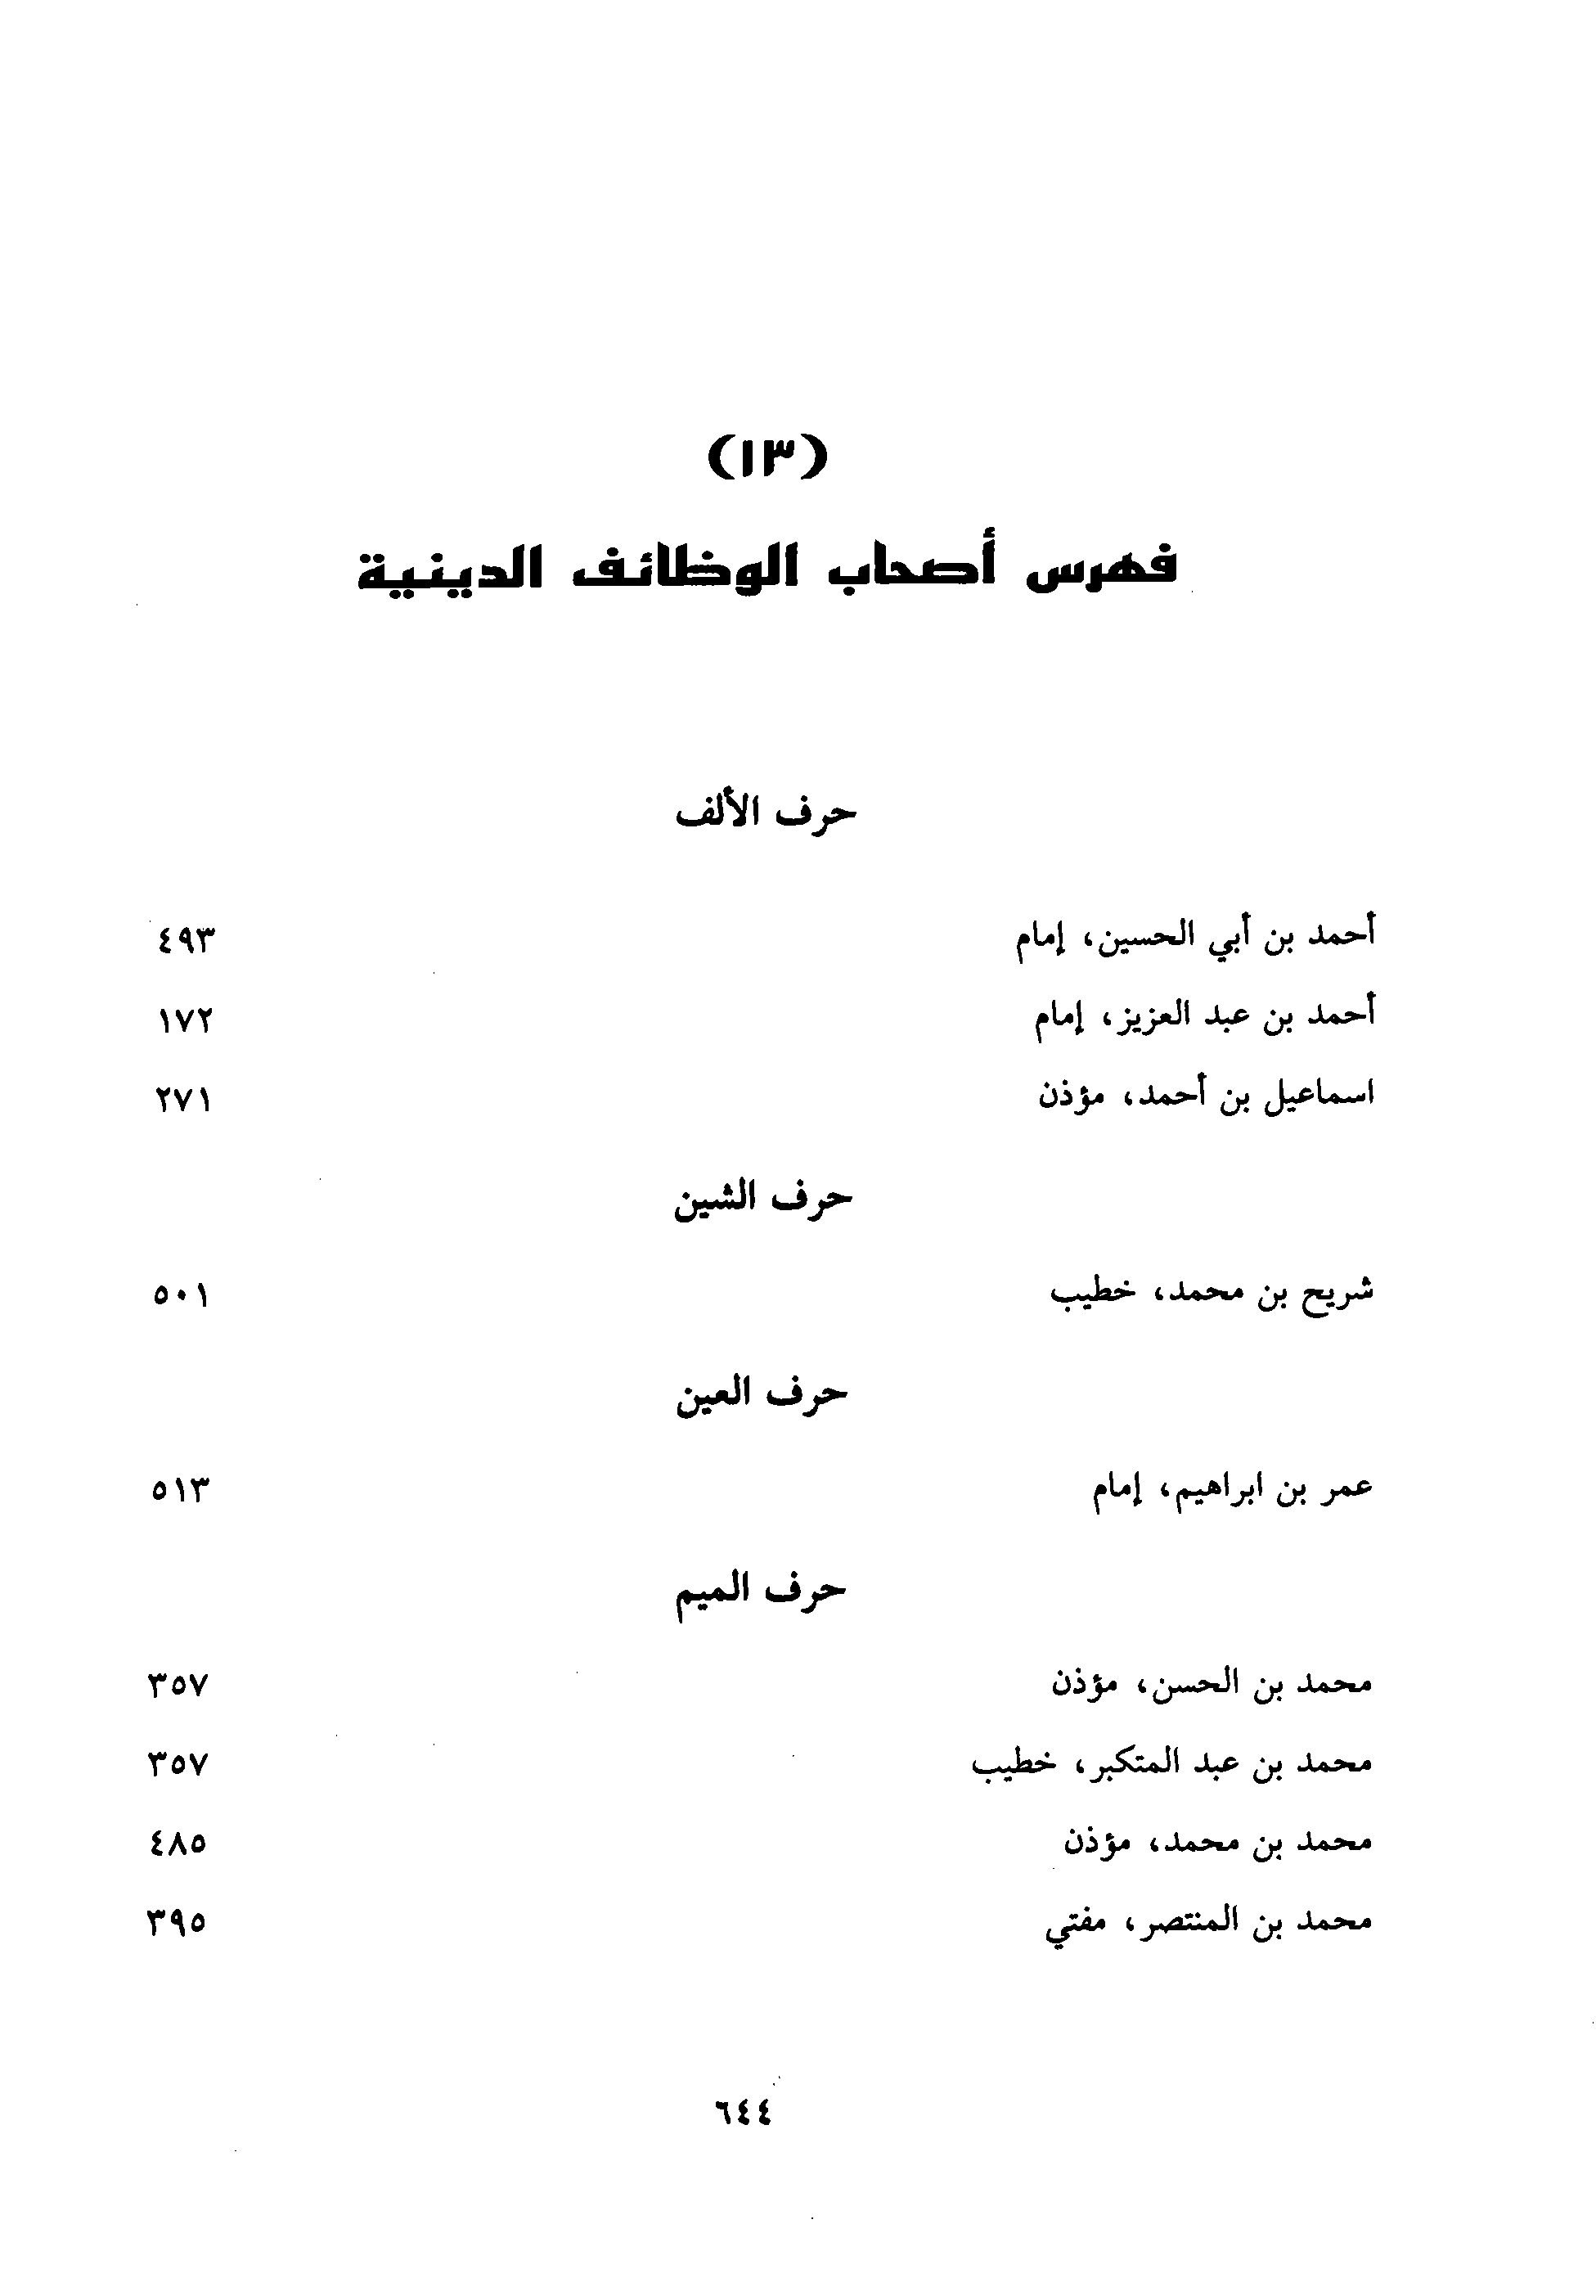 (١٣)
فهرس أصحاب الوظائف الدينية
حرف الألف
أحمد بن أبي الحسين، إمام ٤٩٣
أحمد بن عبد العزيز، إمام ١٧٢
اسماعيل بن أحمد، مؤذن ٢٧١
حرف الشين
شريح بن محمد، خطيب ٥٠١
حرف العين
عمر بن ابراهيم، إمام ٥١٣
حرف الميم
محمد بن الحسن، مؤذن ٣٥٧
محمد بن عبد المتكبر، خطيب ٣٥٧
محمد بن محمد، مؤذن ٤٨٥
محمد بن المنتصر، مفتي ٣٩٥
٦٤٤